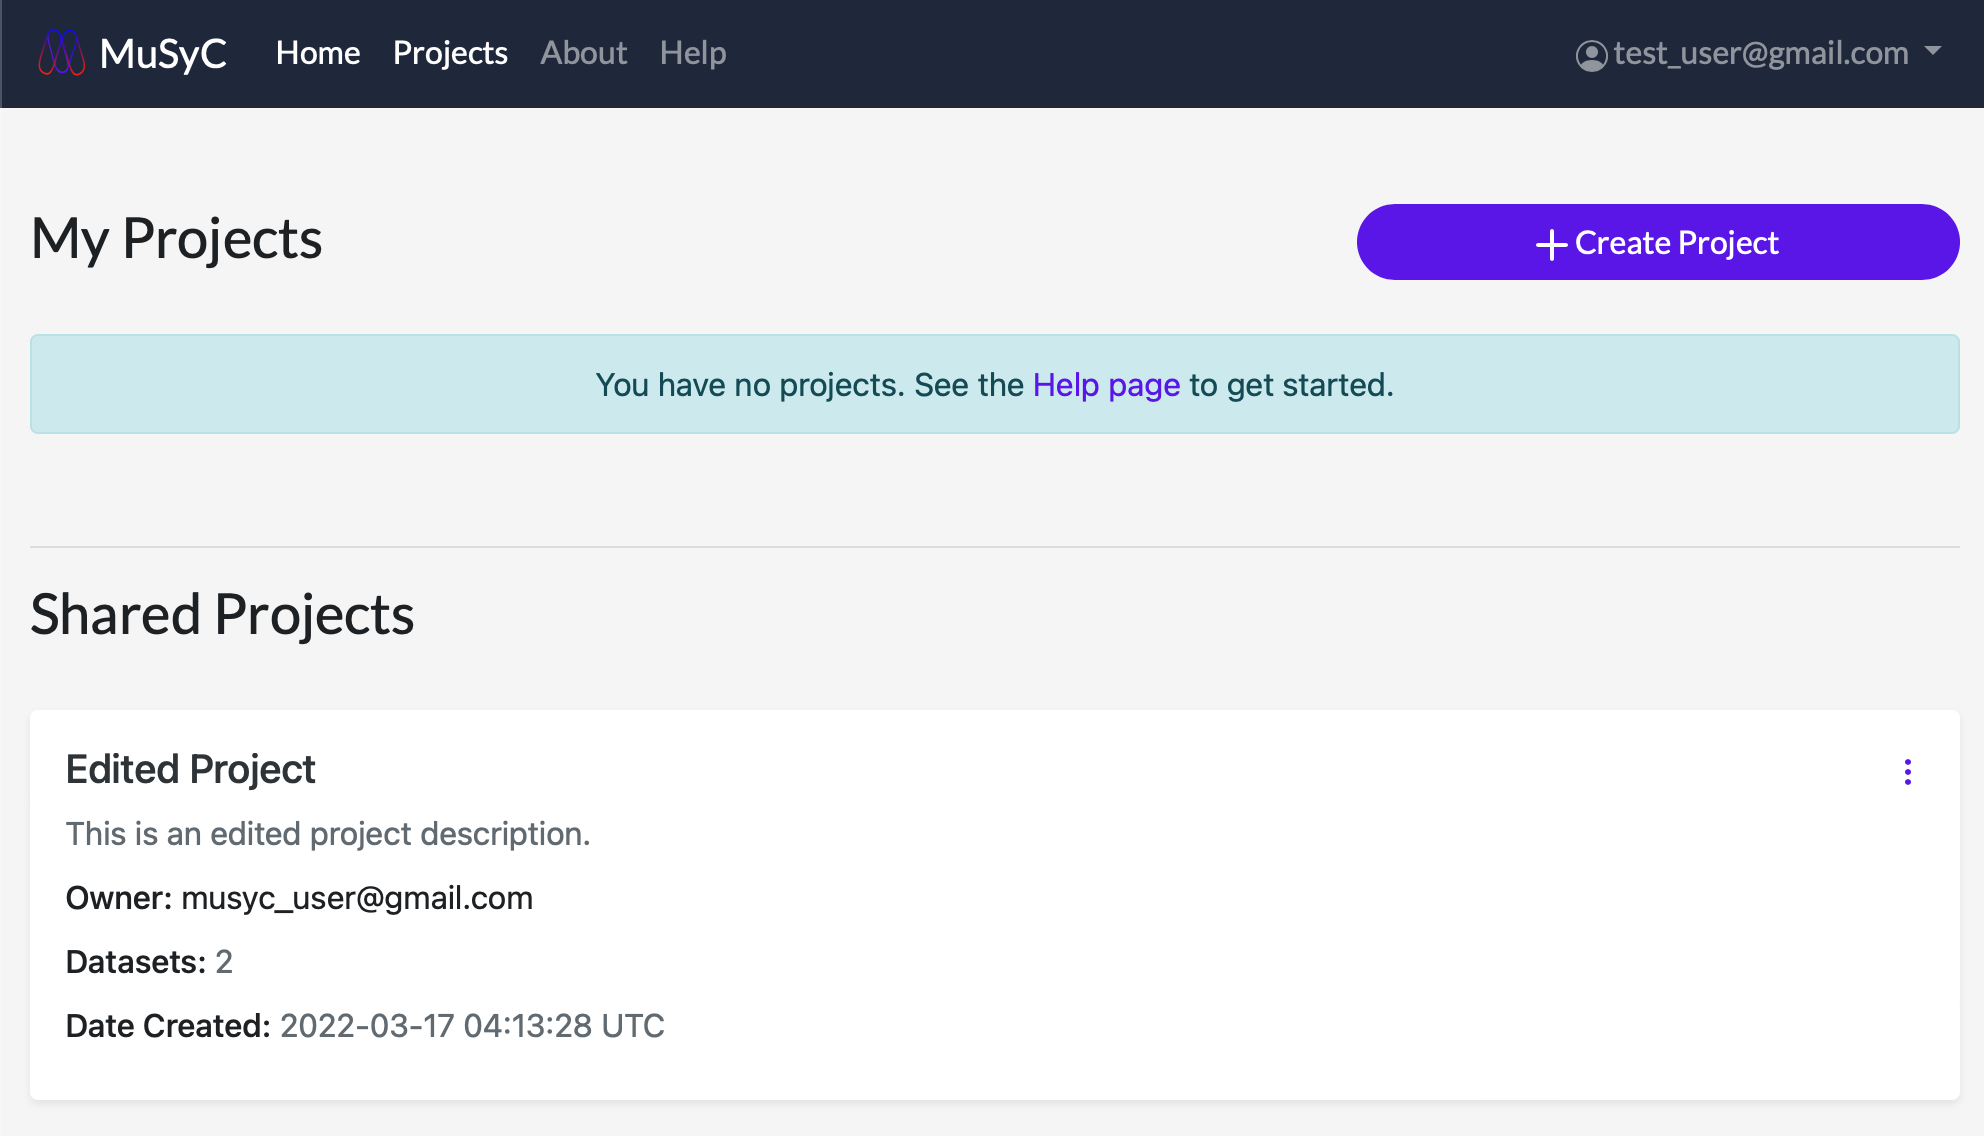 MuSyC Home Projects About Help test_user@gmail.com
My Projects
Create Project
You have no projects. See the Help page to get started.
Shared Projects
Edited Project
This is an edited project description.
Owner: musyc_user@gmail.com
Datasets: 2
Date Created: 2022-03-17 04:13:28 UTC